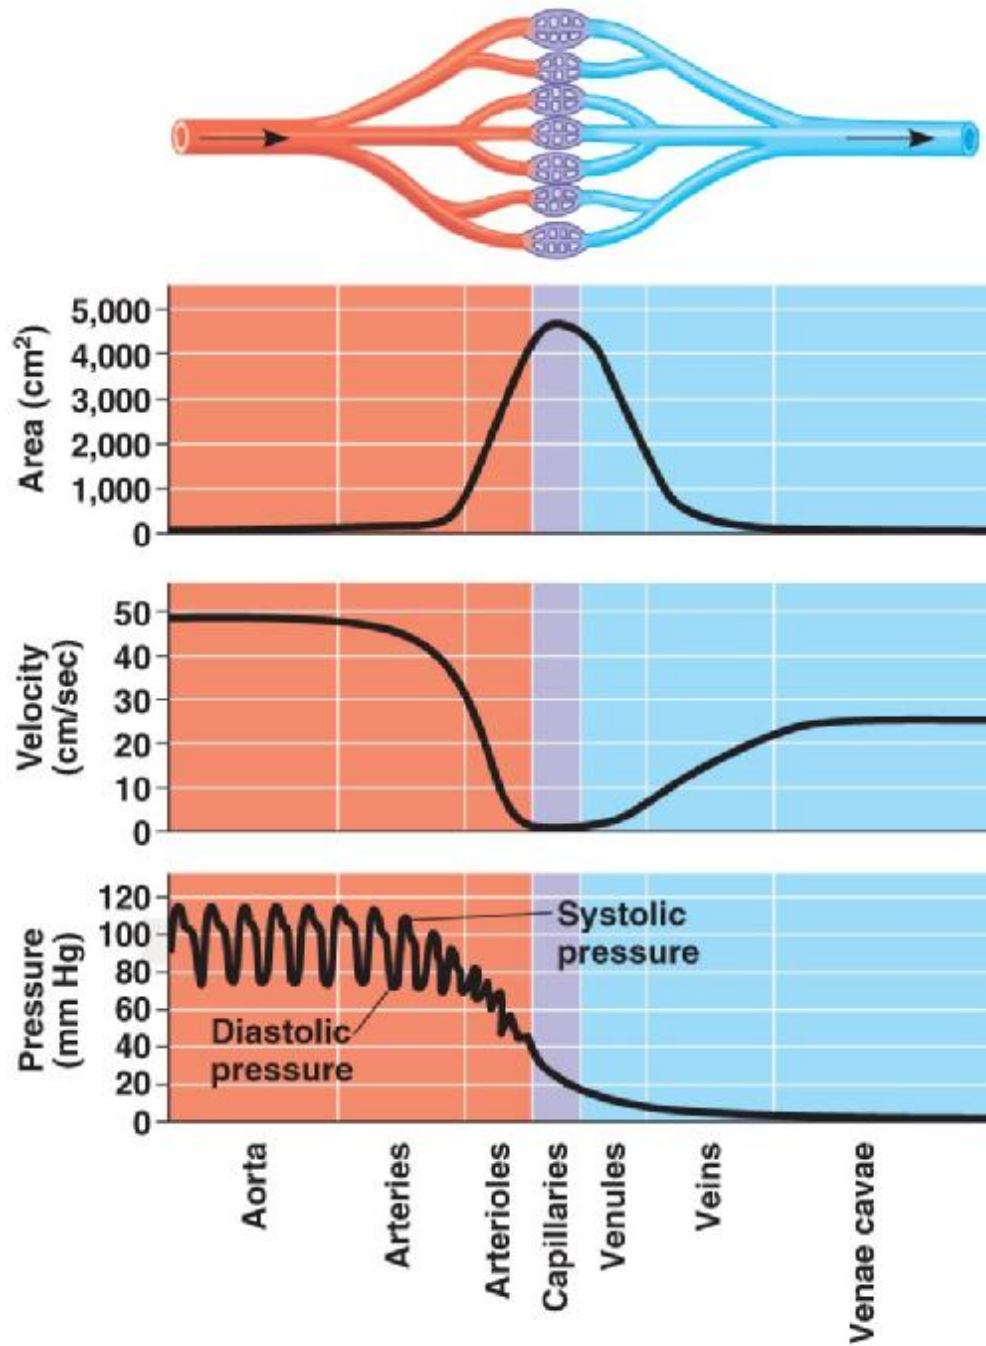 Area (cm²)
5,000
4,000
3,000
2,000
1,000
0
Velocity
(cm/sec)
50
40
30
20
10
0
Pressure
(mm Hg)
120
100
80
60
40
20
0
Systolic
pressure
Diastolic
pressure
Aorta
Arteries
Arterioles
Capillaries
Venules
Veins
Venae cavae